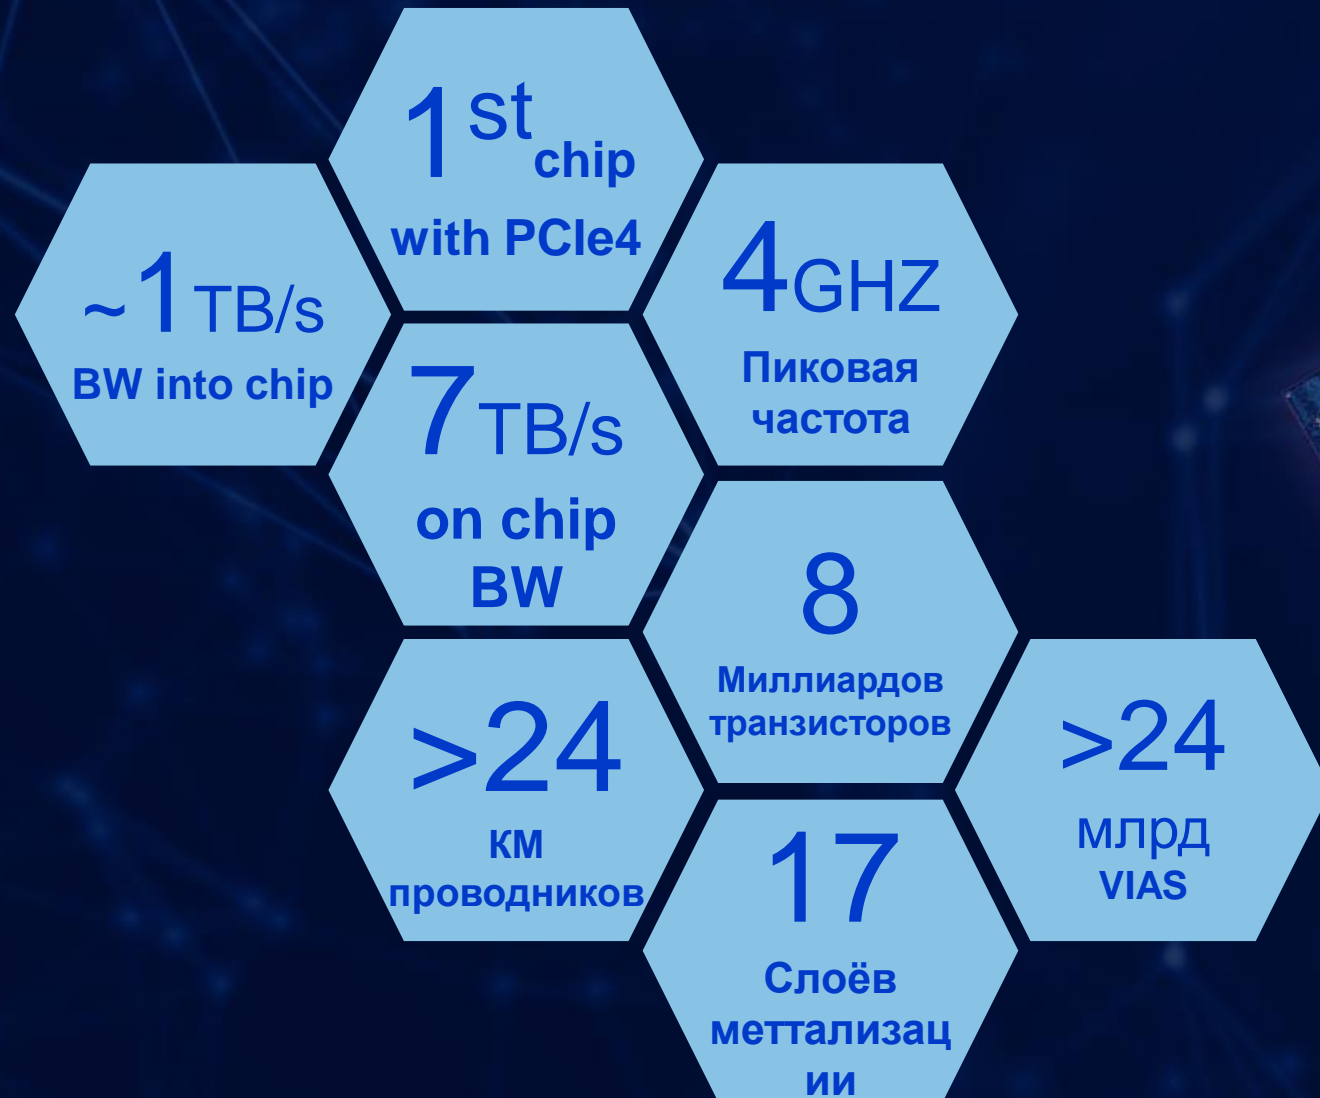 1st chip
with PCIe4
~1TB/s
BW into chip
4GHZ
Пиковая
частота
7TB/s
on chip
BW
8
Миллиардов
транзисторов
>24
КМ
проводников
>24
млрд
VIAS
17
Слоёв
меттализац
ии